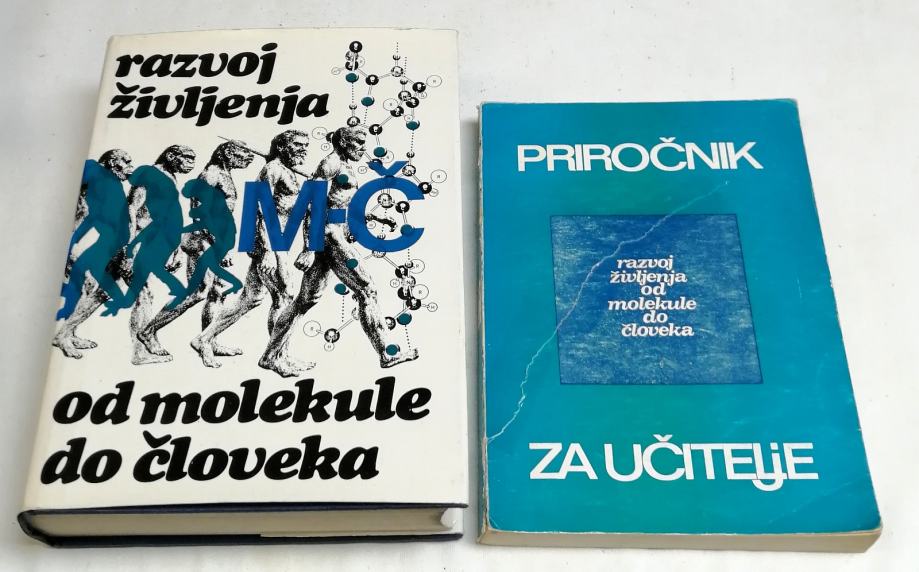 razvoj
življenja
M-Č
od molekule
do človeka
PRIROČNIK
razvoj
življenja
od
molekule
do
človeka
ZA UČITELjE